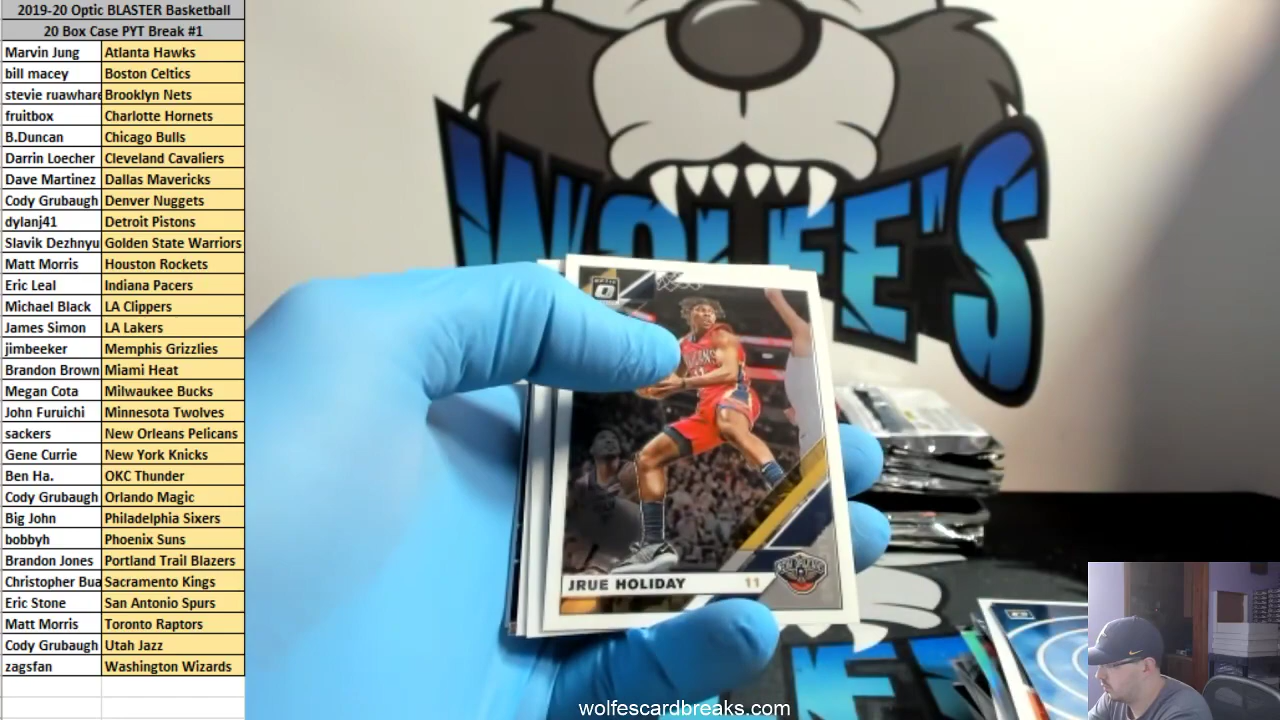 2019-20 Optic BLASTER Basketball
20 Box Case PYT Break #1
Marvin Jung Atlanta Hawks
bill macey Boston Celtics
stevie ruawhare Brooklyn Nets
fruitbox Charlotte Hornets
B.Duncan Chicago Bulls
Darrin Loecher Cleveland Cavaliers
Dave Martinez Dallas Mavericks
Cody Grubaugh Denver Nuggets
dylanj41 Detroit Pistons
Slavik Dezhnyu Golden State Warriors
Matt Morris Houston Rockets
Eric Leal Indiana Pacers
Michael Black LA Clippers
James Simon LA Lakers
jimbeeker Memphis Grizzlies
Brandon Brown Miami Heat
Megan Cota Milwaukee Bucks
John Furuichi Minnesota Twolves
sackers New Orleans Pelicans
Gene Currie New York Knicks
Ben Ha. OKC Thunder
Cody Grubaugh Orlando Magic
Big John Philadelphia Sixers
bobbyh Phoenix Suns
Brandon Jones Portland Trail Blazers
Christopher Bua Sacramento Kings
Eric Stone San Antonio Spurs
Matt Morris Toronto Raptors
Cody Grubaugh Utah Jazz
zagsfan Washington Wizards
WOLFE'S
OPTIC
JRUE HOLIDAY 11
wolfescardbreaks.com